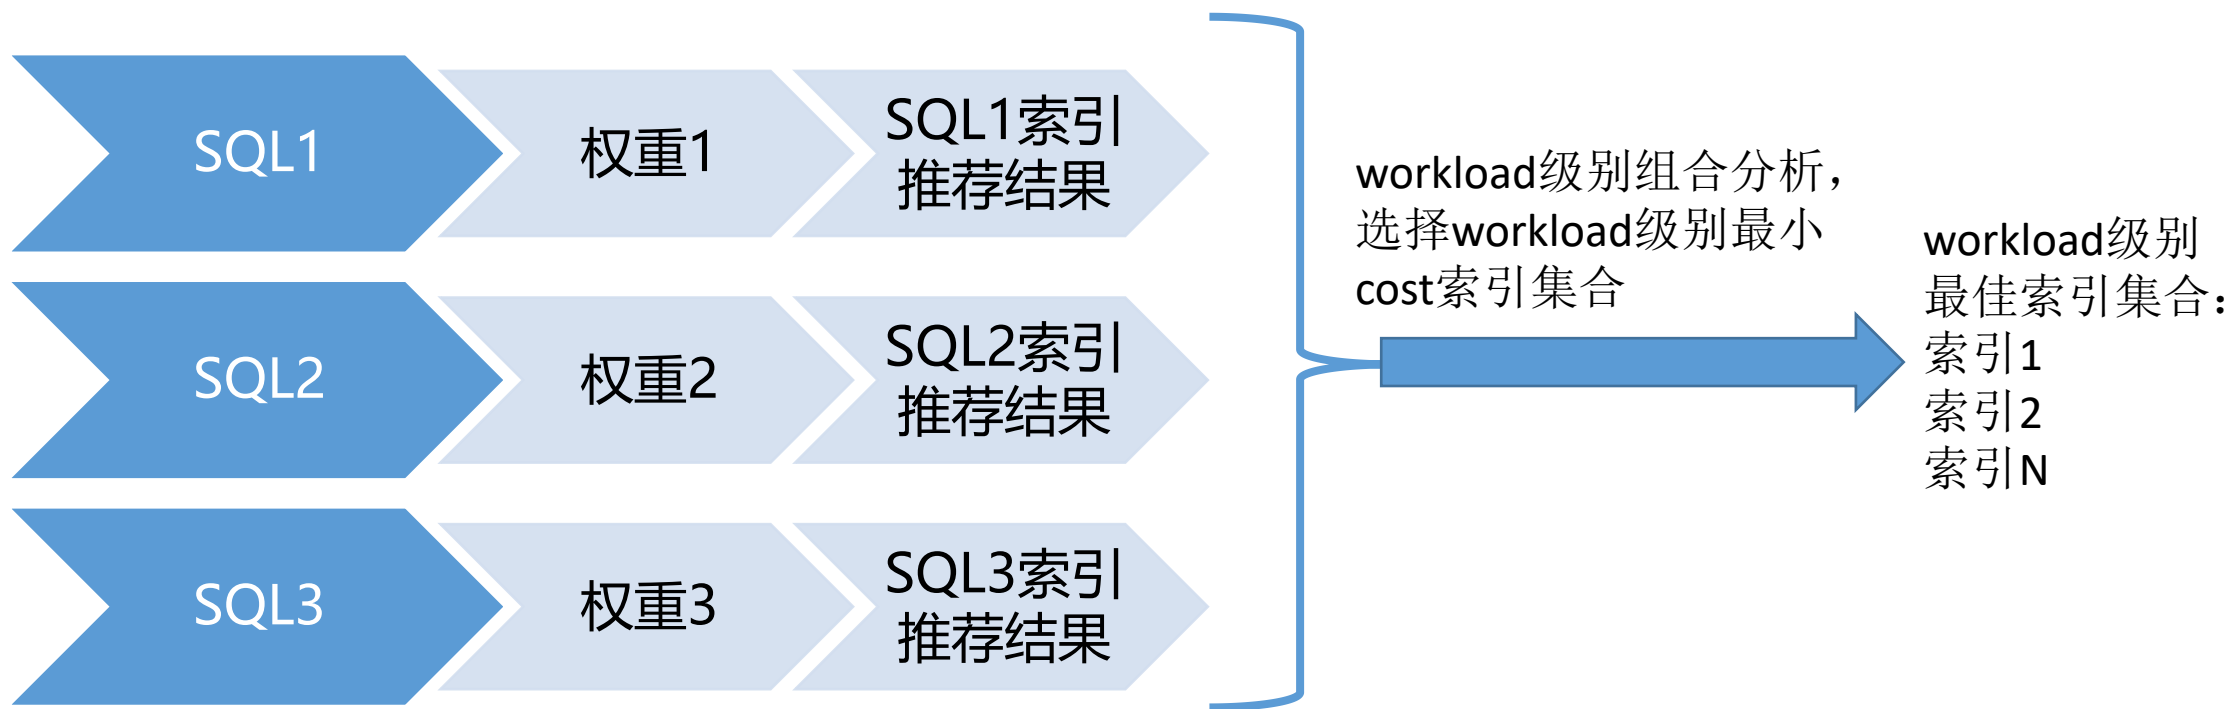 SQL1
权重1
SQL1索引
推荐结果
SQL2
权重2
SQL2索引
推荐结果
SQL3
权重3
SQL3索引
推荐结果
workload级别组合分析，
选择workload级别最小
cost索引集合
workload级别
最佳索引集合：
索引1
索引2
索引N